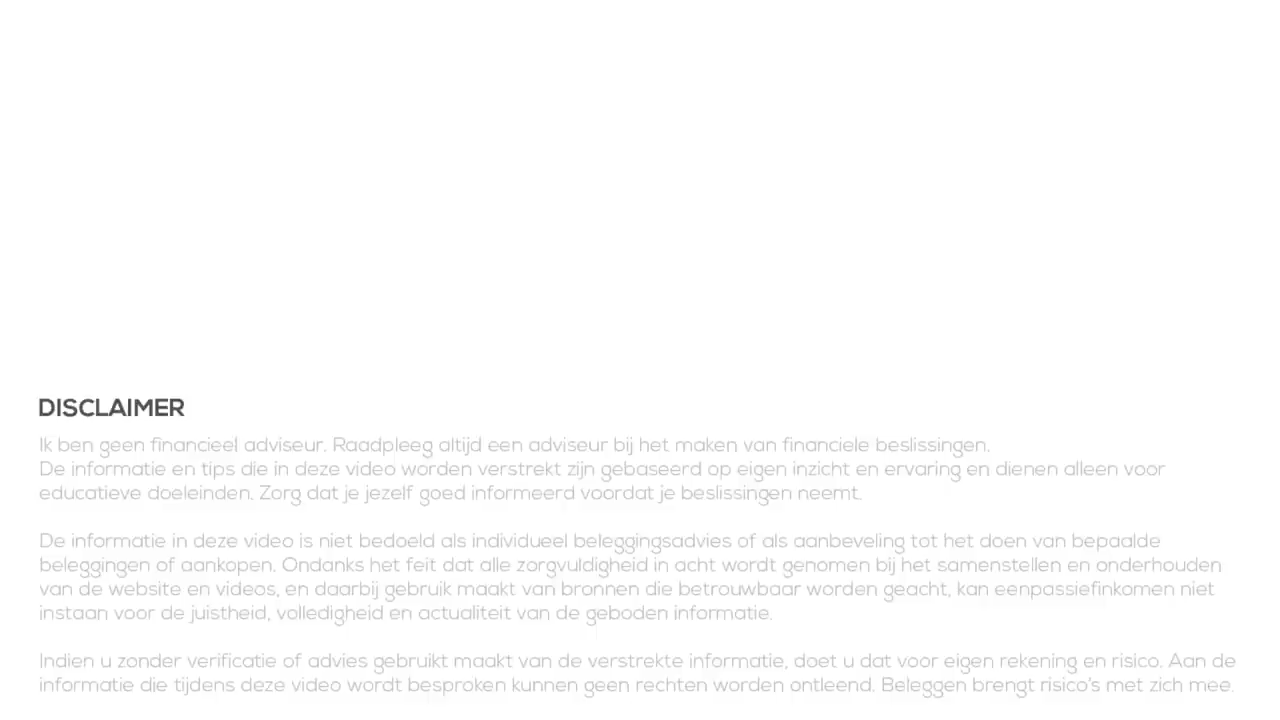 DISCLAIMER
Ik ben geen financieel adviseur. Raadpleeg altijd een adviseur bij het maken van financiele beslissingen.
De informatie en tips die in deze video worden verstrekt zijn gebaseerd op eigen inzicht en ervaring en dienen alleen voor
educatieve doeleinden. Zorg dat je jezelf goed informeerd voordat je beslissingen neemt.
De informatie in deze video is niet bedoeld als individueel beleggingsadvies of als aanbeveling tot het doen van bepaalde
beleggingen of aankopen. Ondanks het feit dat alle zorgvuldigheid in acht wordt genomen bij het samenstellen en onderhouden
van de website en videos, en daarbij gebruik maakt van bronnen die betrouwbaar worden geacht, kan eenpassiefinkomen niet
instaan voor de juistheid, volledigheid en actualiteit van de geboden informatie.
Indien u zonder verificatie of advies gebruikt maakt van de verstrekte informatie, doet u dat voor eigen rekening en risico. Aan de
informatie die tijdens deze video wordt besproken kunnen geen rechten worden ontleend. Beleggen brengt risico's met zich mee.